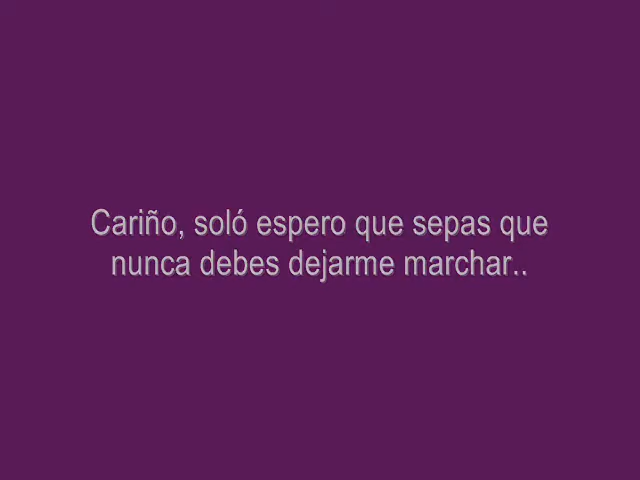 Cariño, soló espero que sepas que
nunca debes dejarme marchar..